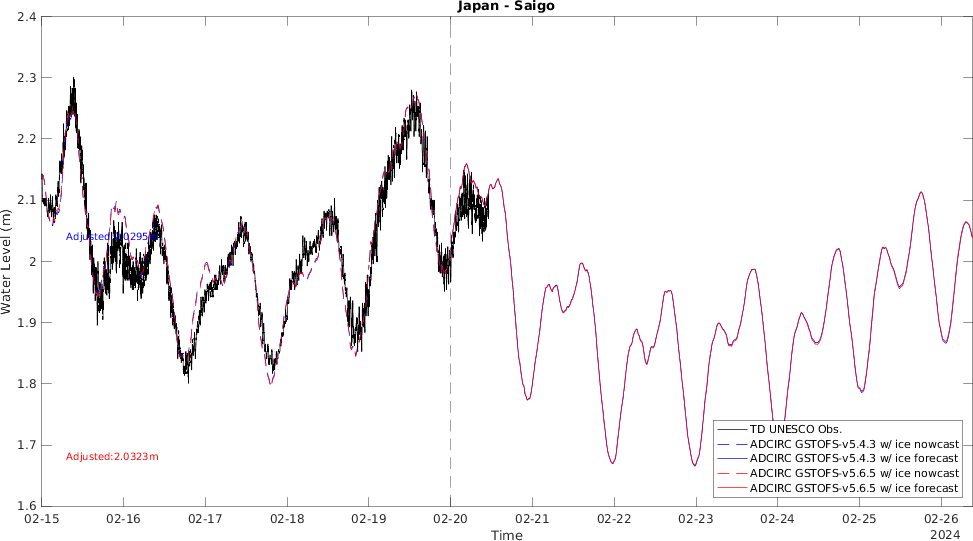 Japan - Saigo
2.4
2.3
2.2
2.1
2
1.9
1.8
1.7
1.6
Water Level (m)
Adjusted:
Adjusted:2.0323m
TD UNESCO Obs.
ADCIRC GSTOFS-v5.4.3 w/ ice nowcast
ADCIRC GSTOFS-v5.4.3 w/ ice forecast
ADCIRC GSTOFS-v5.6.5 w/ ice nowcast
ADCIRC GSTOFS-v5.6.5 w/ ice forecast
02-15 02-16 02-17 02-18 02-19 02-20 02-21 02-22 02-23 02-24 02-25 02-26
Time
2024